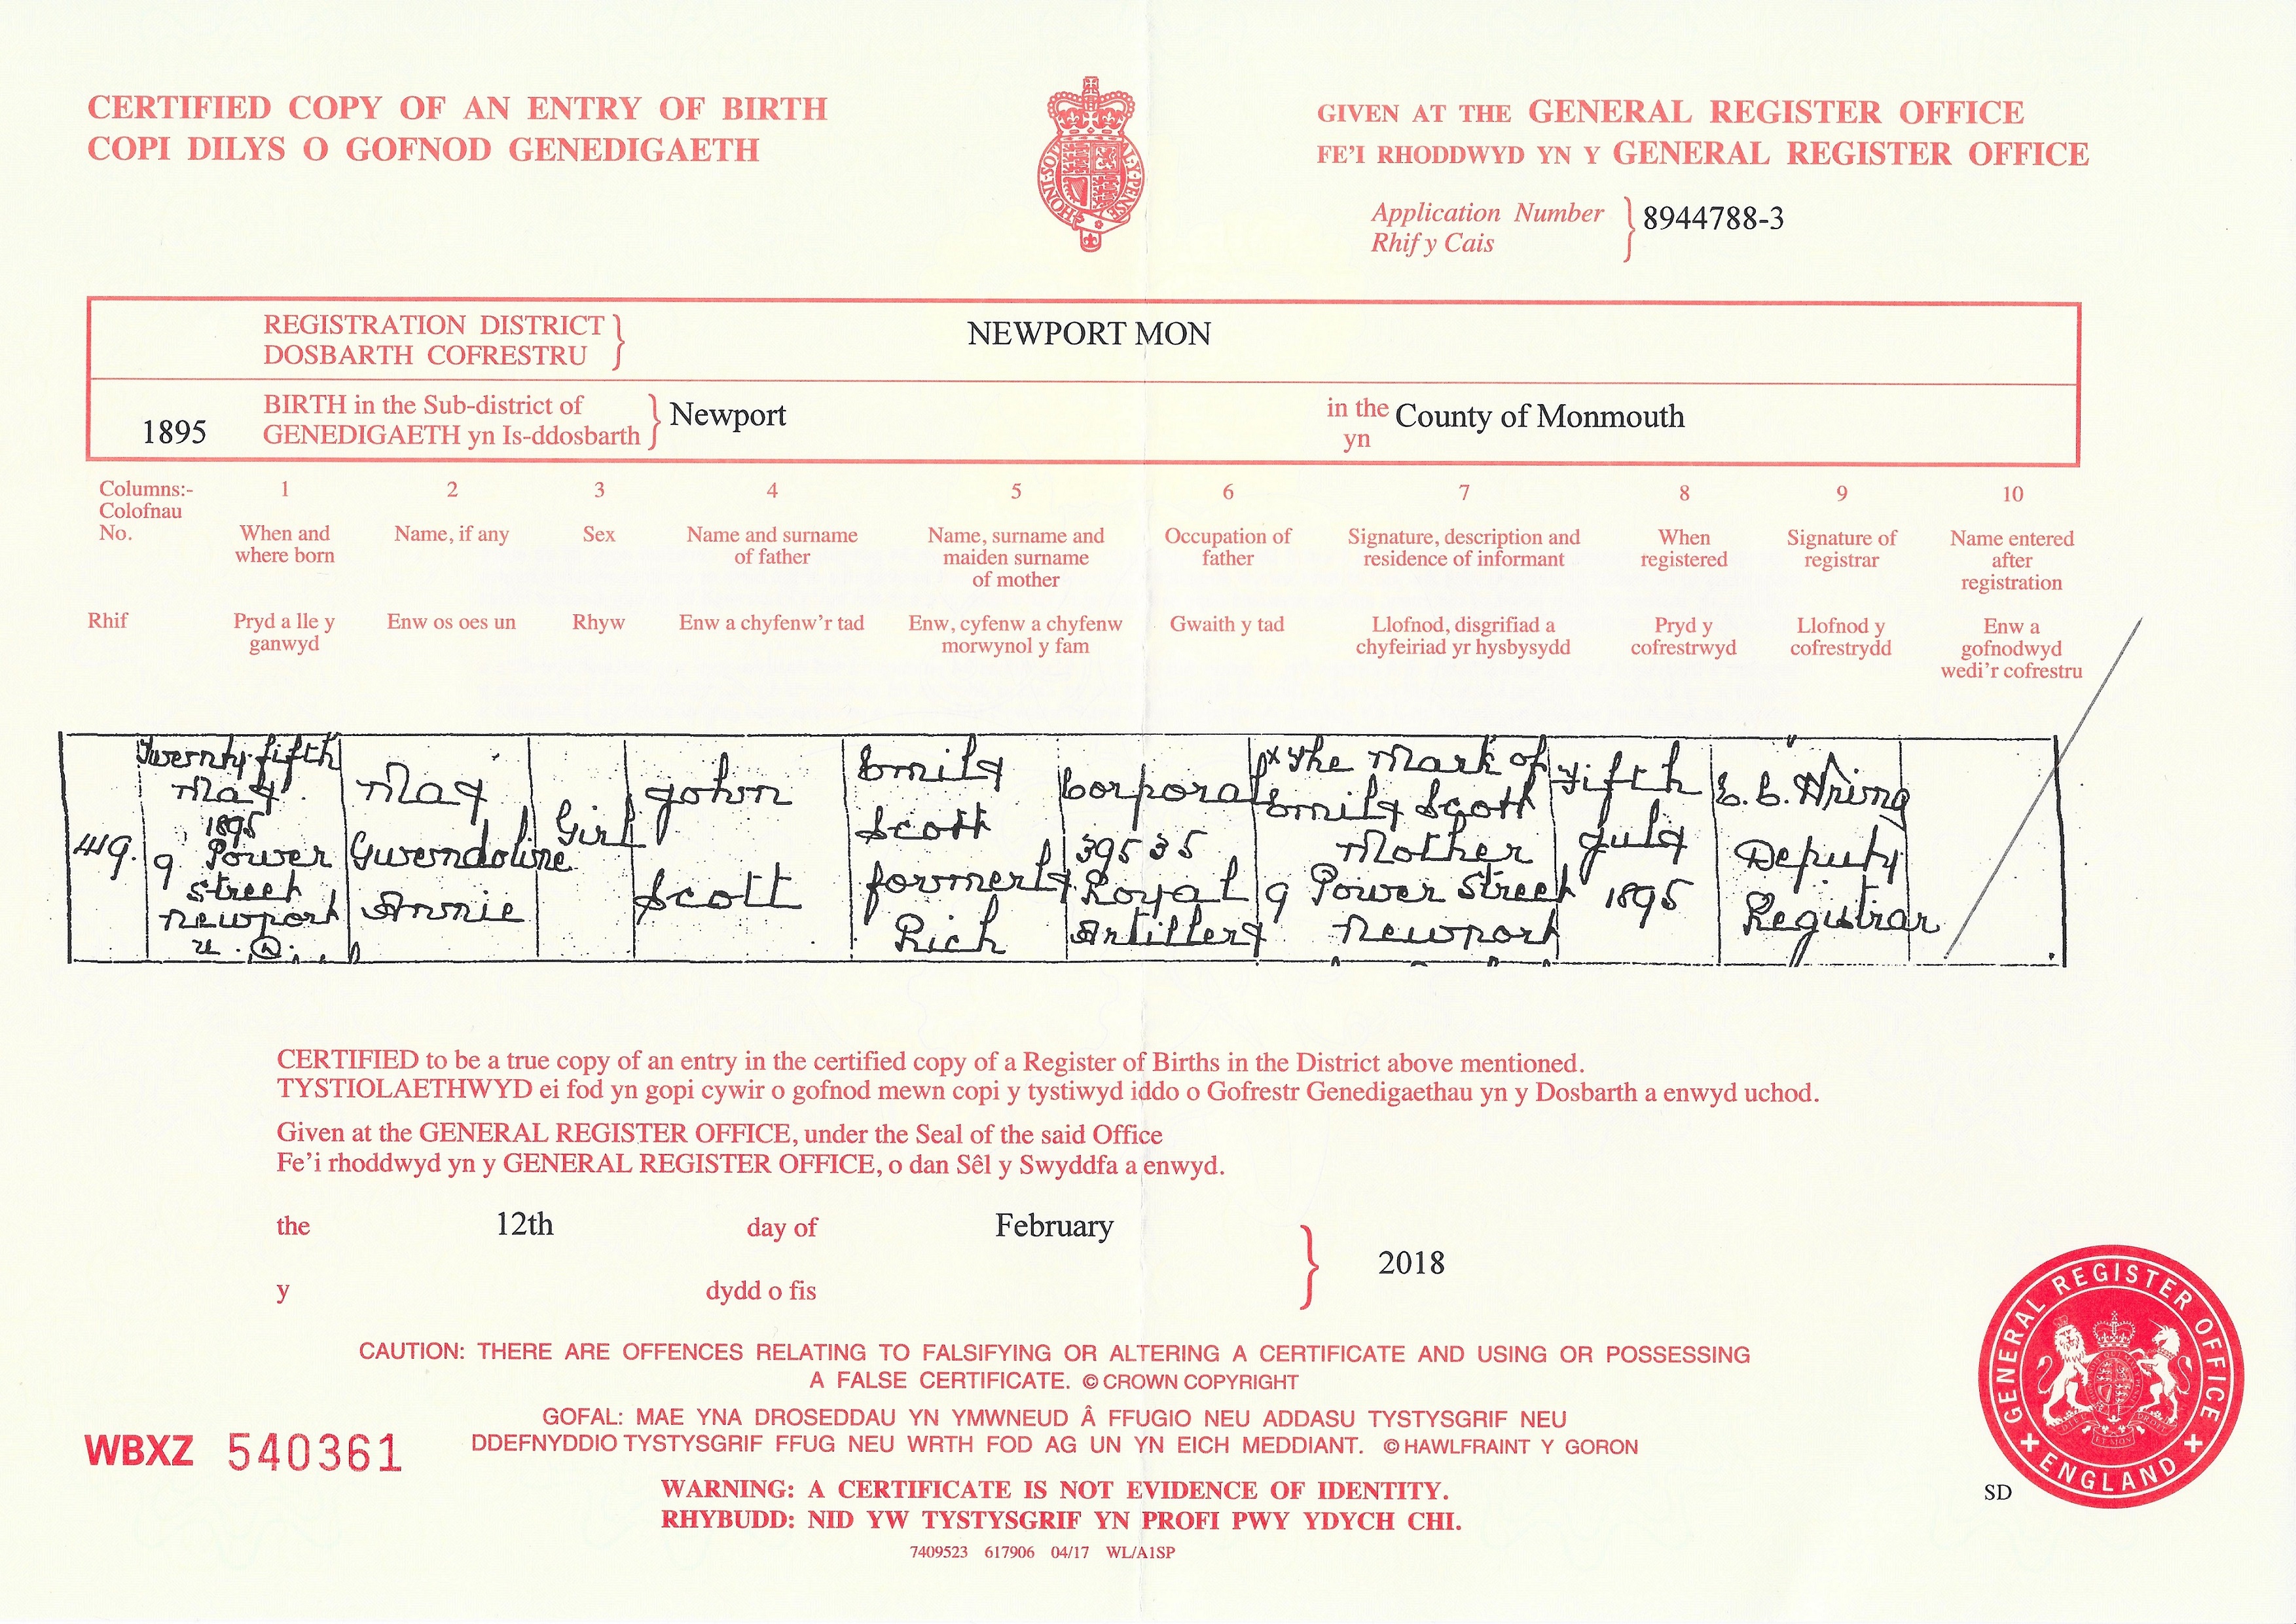 CERTIFIED COPY OF AN ENTRY OF BIRTH
COPI DILYS O GOFNOD GENEDIGAETH
GIVEN AT THE GENERAL REGISTER OFFICE
FE'I RHODDWYD YN Y GENERAL REGISTER OFFICE
Application Number
Rhif y Cais
8944788-3
REGISTRATION DISTRICT
DOSBARTH COFRESTRU
NEWPORT MON
1895
BIRTH in the Sub-district of
GENEDIGAETH yn Is-ddosbarth
Newport
in the
yn
County of Monmouth
Columns:-
Colofnau
No.
Rhif
1
When and
where born
Pryd a lle y
ganwyd
2
Name, if any
Enw os oes un
3
Sex
Rhyw
4
Name and surname
of father
Enw a chyfenw'r tad
5
Name, surname and
maiden surname
of mother
Enw, cyfenw a chyfenw
morwynol y fam
6
Occupation of
father
Gwaith y tad
7
Signature, description and
residence of informant
Llofnod, disgrifiad a
chyfeiriad yr hysbysydd
8
When
registered
Pryd y
cofrestrwyd
9
Signature of
registrar
Llofnod y
cofrestrydd
10
Name entered
after
registration
Enw a
gofnodwyd
wedi'r cofrestru
419.
Twenty fifth
May
1895
9 Power
Street
Newport
May
Gwendoline
Annie
Girl
John
Scott
Emily
Scott
formerly
Rich
Corporal
39535
Royal
Artillery
x The Mark of
Emily Scott
Mother
9 Power Street
Newport
Fifth
July
1895
Deputy
Registrar
CERTIFIED to be a true copy of an entry in the certified copy of a Register of Births in the District above mentioned.
TYSTIOLAETHWYD ei fod yn gopi cywir o gofnod mewn copi y tystiwyd iddo o Gofrestr Genedigaethau yn y Dosbarth a enwyd uchod.
Given at the GENERAL REGISTER OFFICE, under the Seal of the said Office
Fe'i rhoddwyd yn y GENERAL REGISTER OFFICE, o dan Sêl y Swyddfa a enwyd.
the 12th day of February
2018
y dydd o fis
CAUTION: THERE ARE OFFENCES RELATING TO FALSIFYING OR ALTERING A CERTIFICATE AND USING OR POSSESSING
A FALSE CERTIFICATE. © CROWN COPYRIGHT
GOFAL: MAE YNA DROSEDDAU YN YMWNEUD Â FFUGIO NEU ADDASU TYSTYSGRIF NEU
DDEFNYDDIO TYSTYSGRIF FFUG NEU WRTH FOD AG UN YN EICH MEDDIANT. © HAWLFRAINT Y GORON
WBXZ 540361
WARNING: A CERTIFICATE IS NOT EVIDENCE OF IDENTITY.
RHYBUDD: NID YW TYSTYSGRIF YN PROFI PWY YDYCH CHI.
7409523 617906 04/17 WL/A1SP
SD
GENERAL REGISTER OFFICE
ENGLAND